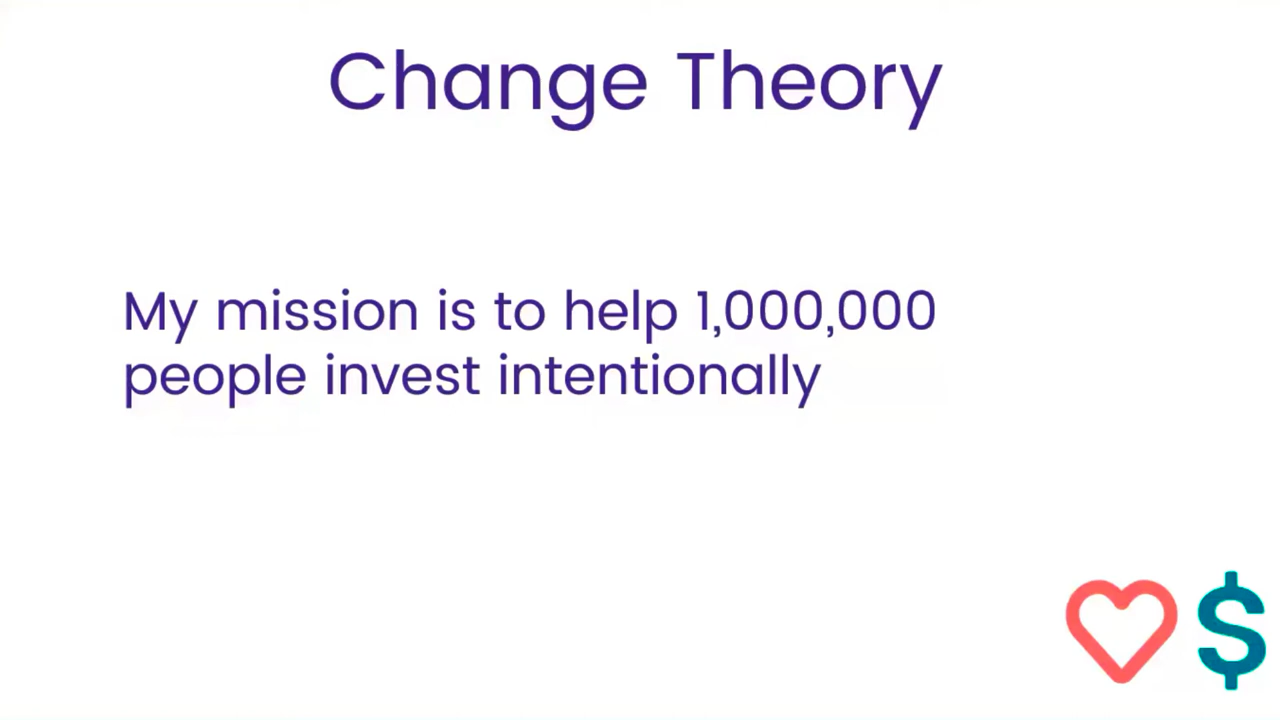 Change Theory
My mission is to help 1,000,000
people invest intentionally
$